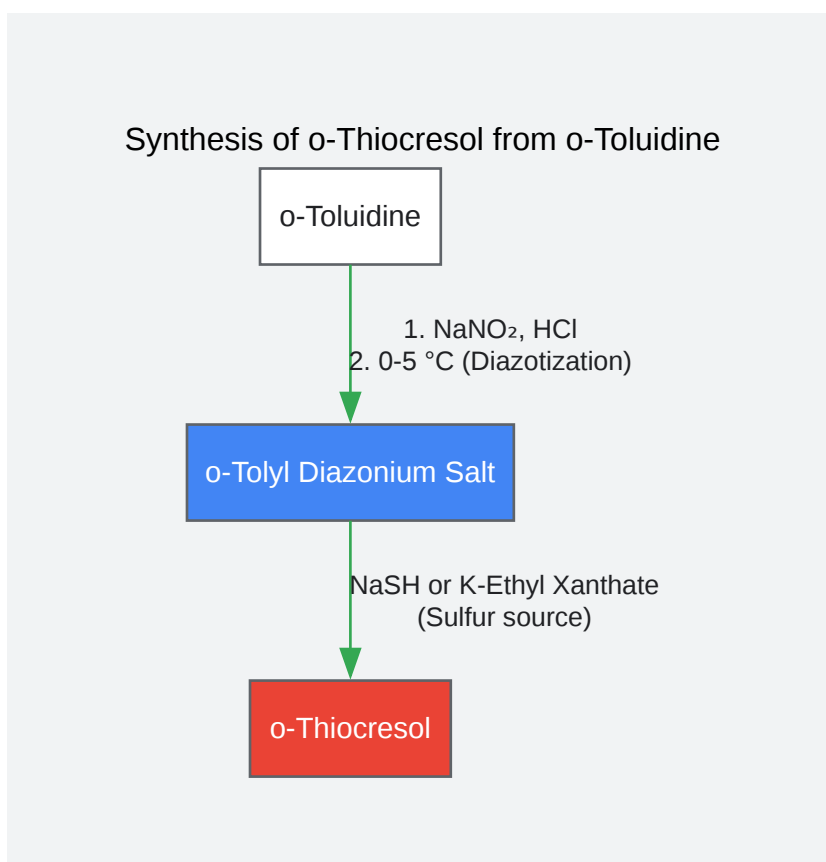 Synthesis of o-Thiocresol from o-Toluidine
o-Toluidine
1. NaNO₂, HCl
2. 0-5 °C (Diazotization)
o-Tolyl Diazonium Salt
NaSH or K-Ethyl Xanthate
(Sulfur source)
o-Thiocresol